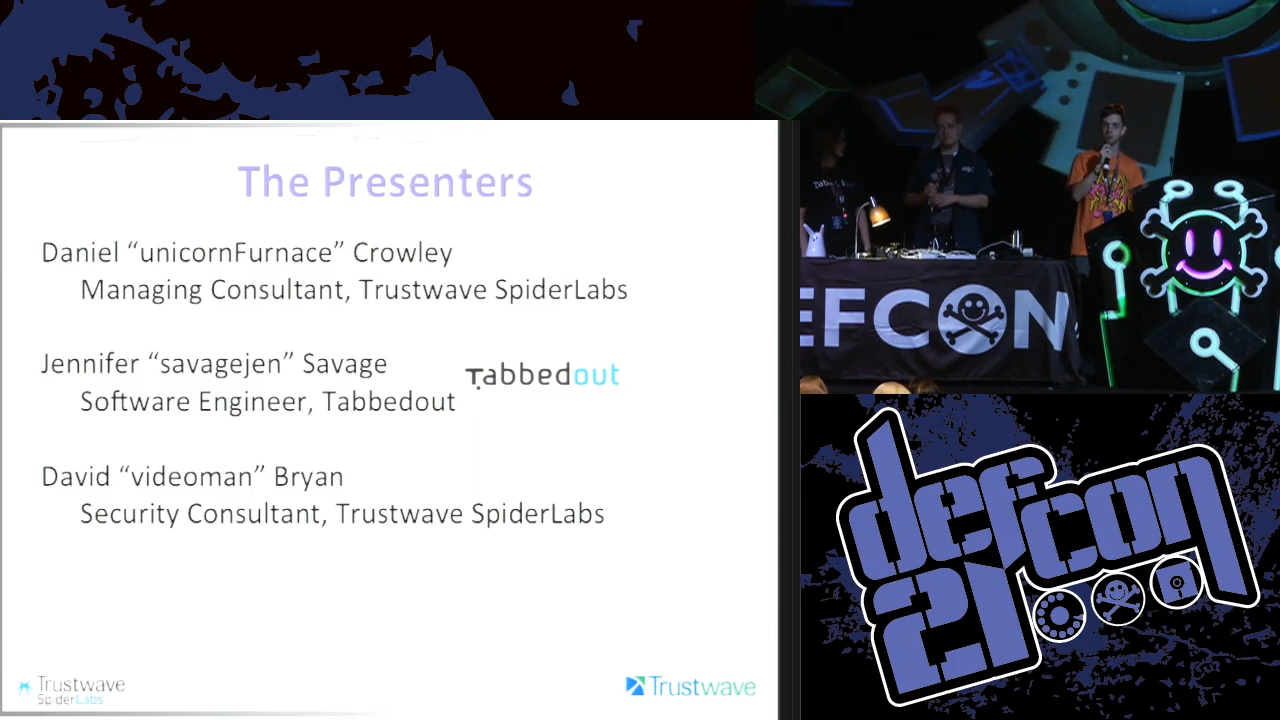 The Presenters
Daniel “unicornFurnace” Crowley
Managing Consultant, Trustwave SpiderLabs
Jennifer “savagejen” Savage
Tabbedout
Software Engineer, Tabbedout
David “videoman” Bryan
Security Consultant, Trustwave SpiderLabs
Trustwave
SpiderLabs
Trustwave
EFCON
defcon
21